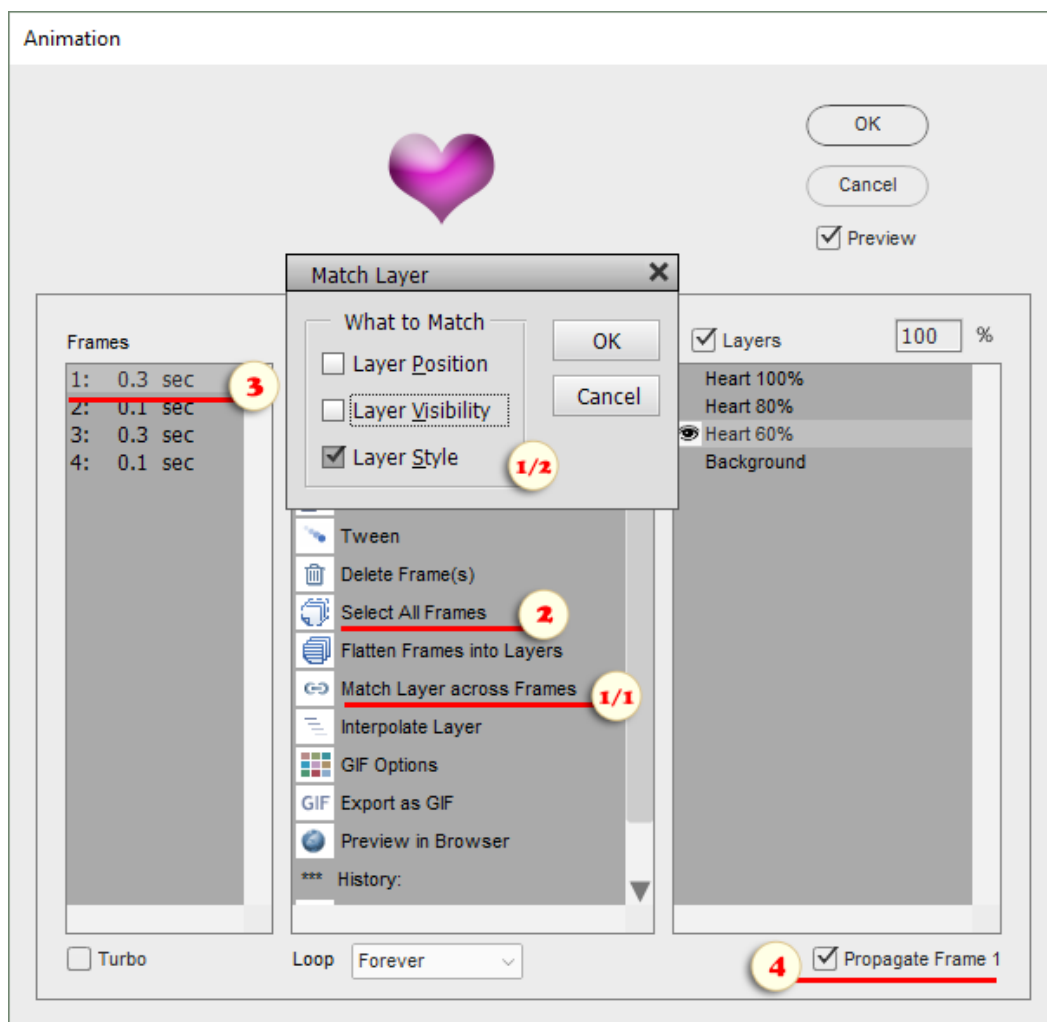 Animation
OK
Cancel
Preview
Match Layer
What to Match
Layer Position
Layer Visibility
Layer Style
OK
Cancel
1/2
Frames
1: 0.3 sec
2: 0.1 sec
3: 0.3 sec
4: 0.1 sec
3
Layers
100 %
Heart 100%
Heart 80%
Heart 60%
Background
Tween
Delete Frame(s)
Select All Frames
2
Flatten Frames into Layers
Match Layer across Frames
1/1
Interpolate Layer
GIF Options
GIF Export as GIF
Preview in Browser
*** History:
Turbo
Loop Forever
4
Propagate Frame 1